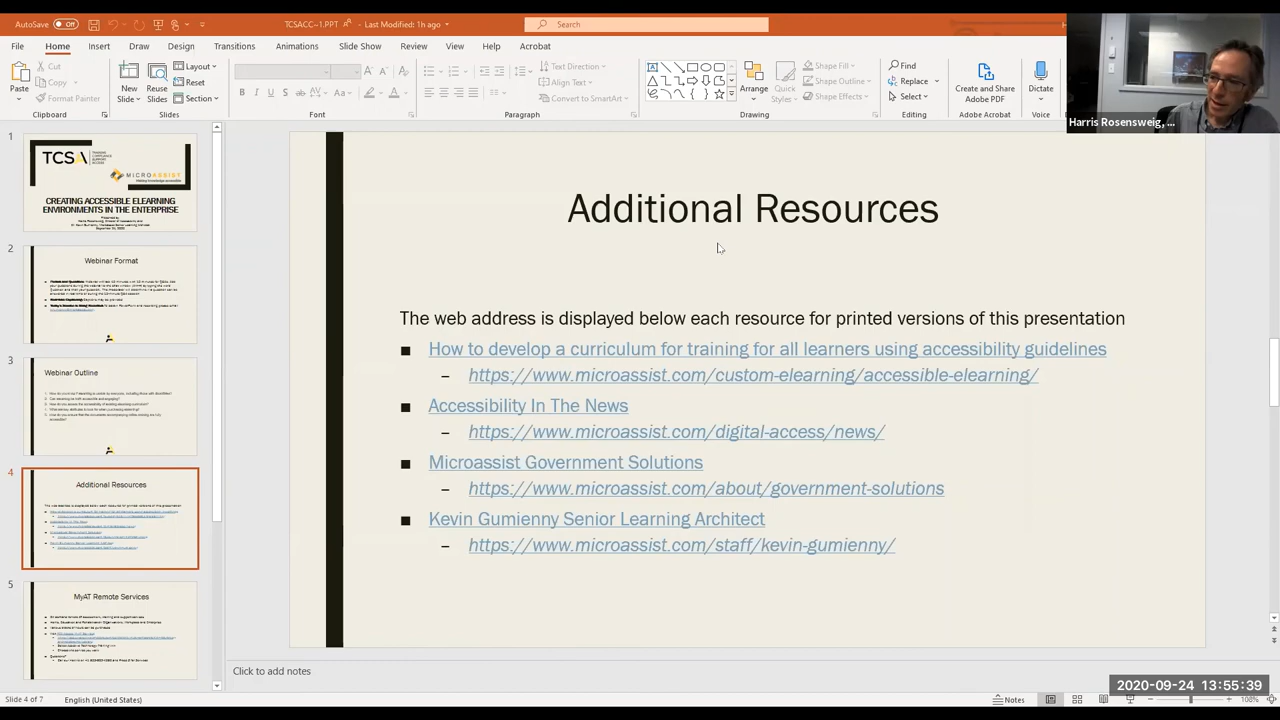 AutoSave Off
TCSACC~1.PPT
- Last Modified: 1h ago
Search
File Home Insert Draw Design Transitions Animations Slide Show Review View Help Acrobat
Paste
Cut
Copy
Format Painter
Clipboard
New Slide
Reuse Slides
Layout
Reset
Section
Slides
Font
Text Direction
Align Text
Convert to SmartArt
Paragraph
Arrange
Quick Styles
Shape Fill
Shape Outline
Shape Effects
Drawing
Find
Replace
Select
Editing
Create and Share Adobe PDF
Adobe Acrobat
Dictate
Voice
Harris Rosensweig, ...
1
TCSA
MICROASSIST
CREATING ACCESSIBLE ELEARNING
ENVIRONMENTS IN THE ENTERPRISE
2
Webinar Format
3
Webinar Outline
4
Additional Resources
5
MyAT Remote Services
Additional Resources
The web address is displayed below each resource for printed versions of this presentation
■ How to develop a curriculum for training for all learners using accessibility guidelines
– https://www.microassist.com/custom-elearning/accessible-elearning/
■ Accessibility In The News
– https://www.microassist.com/digital-access/news/
■ Microassist Government Solutions
– https://www.microassist.com/about/government-solutions
■ Kevin Gumienny Senior Learning Architect
– https://www.microassist.com/staff/kevin-gumienny/
Click to add notes
2020-09-24 13:55:39
Slide 4 of 7 English (United States) Notes 108%